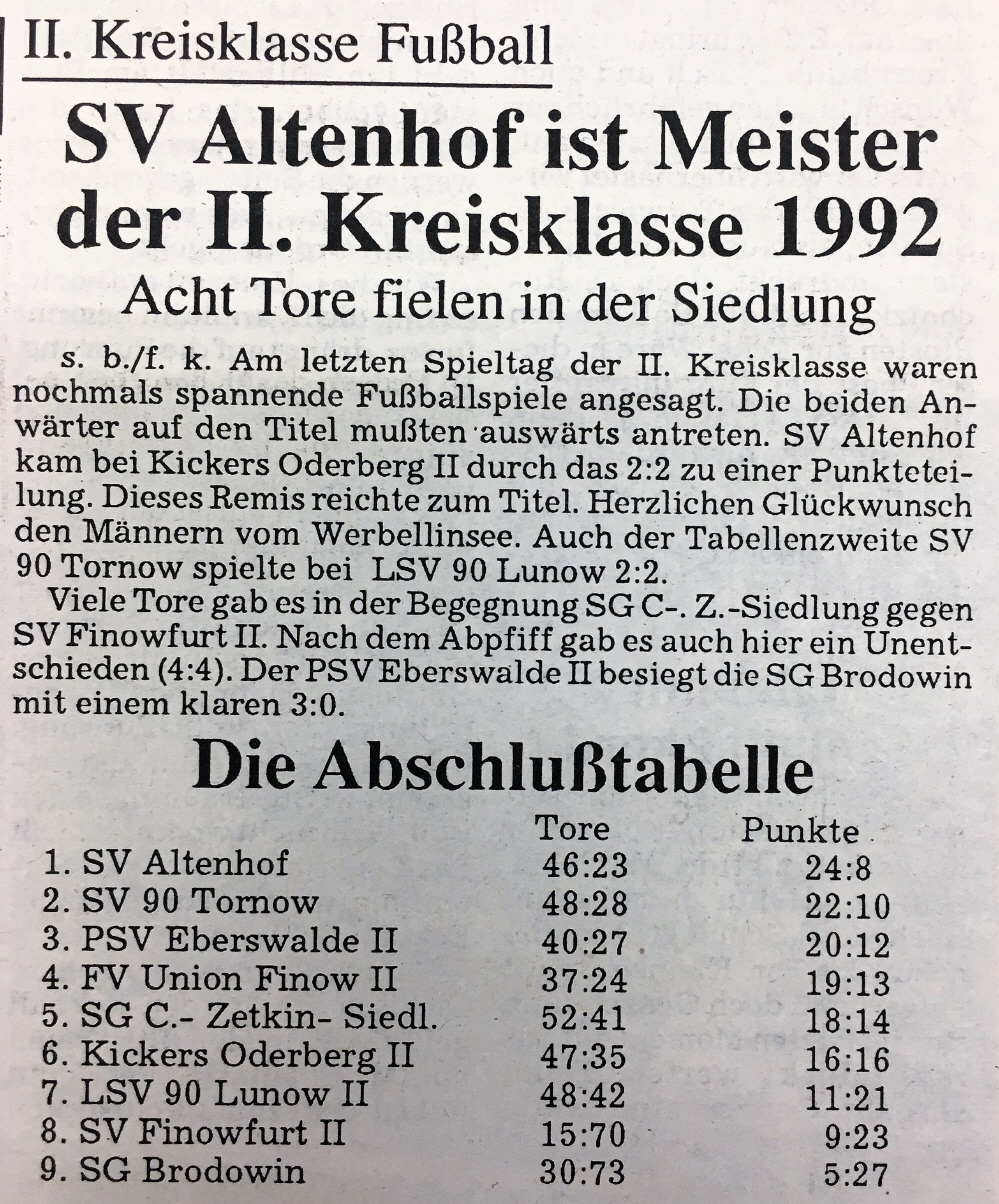 II. Kreisklasse Fußball
SV Altenhof ist Meister
der II. Kreisklasse 1992
Acht Tore fielen in der Siedlung
s. b./f. k. Am letzten Spieltag der II. Kreisklasse waren
nochmals spannende Fußballspiele angesagt. Die beiden An-
wärter auf den Titel mußten auswärts antreten. SV Altenhof
kam bei Kickers Oderberg II durch das 2:2 zu einer Punktetei-
lung. Dieses Remis reichte zum Titel. Herzlichen Glückwunsch
den Männern vom Werbellinsee. Auch der Tabellenzweite SV
90 Tornow spielte bei LSV 90 Lunow 2:2.
Viele Tore gab es in der Begegnung SG C-. Z.-Siedlung gegen
SV Finowfurt II. Nach dem Abpfiff gab es auch hier ein Unent-
schieden (4:4). Der PSV Eberswalde II besiegt die SG Brodowin
mit einem klaren 3:0.
Die Abschlußtabelle
Tore Punkte
1. SV Altenhof 46:23 24:8
2. SV 90 Tornow 48:28 22:10
3. PSV Eberswalde II 40:27 20:12
4. FV Union Finow II 37:24 19:13
5. SG C.- Zetkin- Siedl. 52:41 18:14
6. Kickers Oderberg II 47:35 16:16
7. LSV 90 Lunow II 48:42 11:21
8. SV Finowfurt II 15:70 9:23
9. SG Brodowin 30:73 5:27